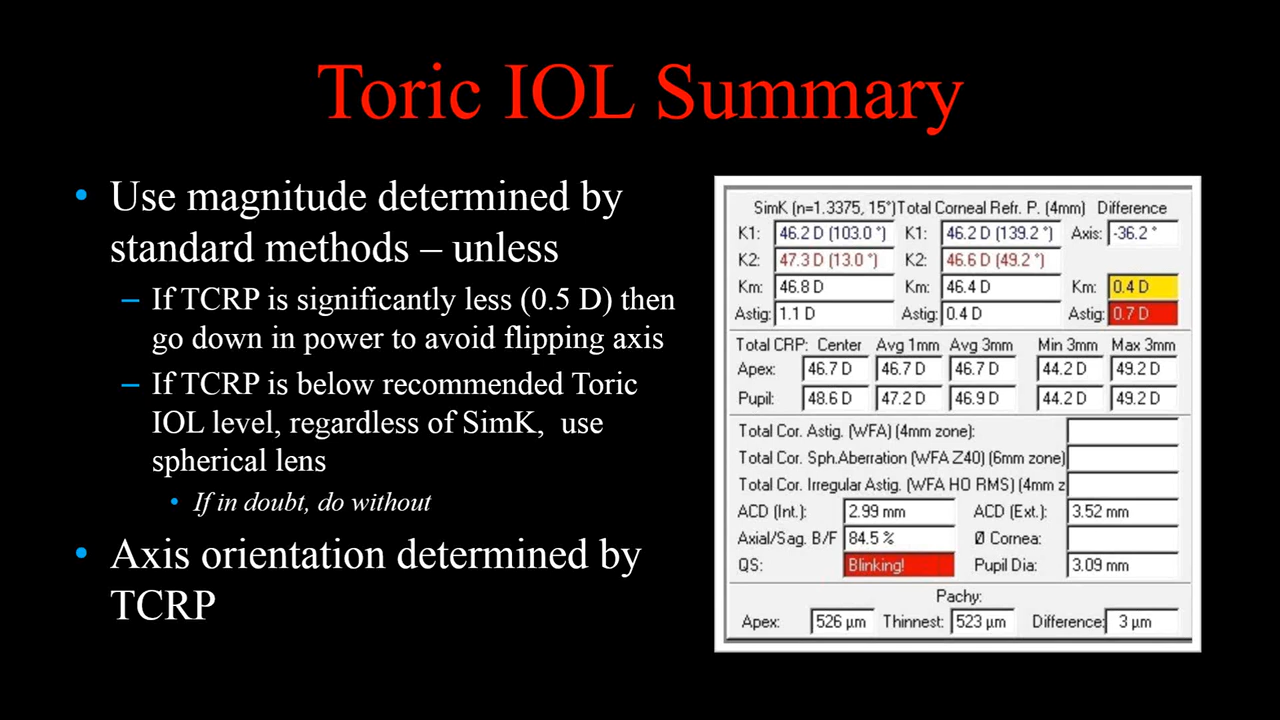 Toric IOL Summary
• Use magnitude determined by
standard methods – unless
– If TCRP is significantly less (0.5 D) then
go down in power to avoid flipping axis
– If TCRP is below recommended Toric
IOL level, regardless of SimK, use
spherical lens
• If in doubt, do without
• Axis orientation determined by
TCRP
SimK (n=1.3375, 15°) Total Corneal Refr. P. (4mm) Difference
K1: 46.2 D (103.0 °) K1: 46.2 D (139.2 °) Axis: -36.2 °
K2: 47.3 D (13.0 °) K2: 46.6 D (49.2 °)
Km: 46.8 D Km: 46.4 D Km: 0.4 D
Astig: 1.1 D Astig: 0.4 D Astig: 0.7 D
Total CRP: Center Avg 1mm Avg 3mm Min 3mm Max 3mm
Apex: 46.7 D 46.7 D 46.7 D 44.2 D 49.2 D
Pupil: 48.6 D 47.2 D 46.9 D 44.2 D 49.2 D
Total Cor. Astig. (WFA) (4mm zone):
Total Cor. Sph.Aberration (WFA Z40) (6mm zone)
Total Cor. Irregular Astig. (WFA HO RMS) (4mm z
ACD (Int.): 2.99 mm ACD (Ext.): 3.52 mm
Axial/Sag. B/F 84.5 % Ø Cornea:
QS: Blinking! Pupil Dia: 3.09 mm
Pachy:
Apex: 526 µm Thinnest: 523 µm Difference: 3 µm